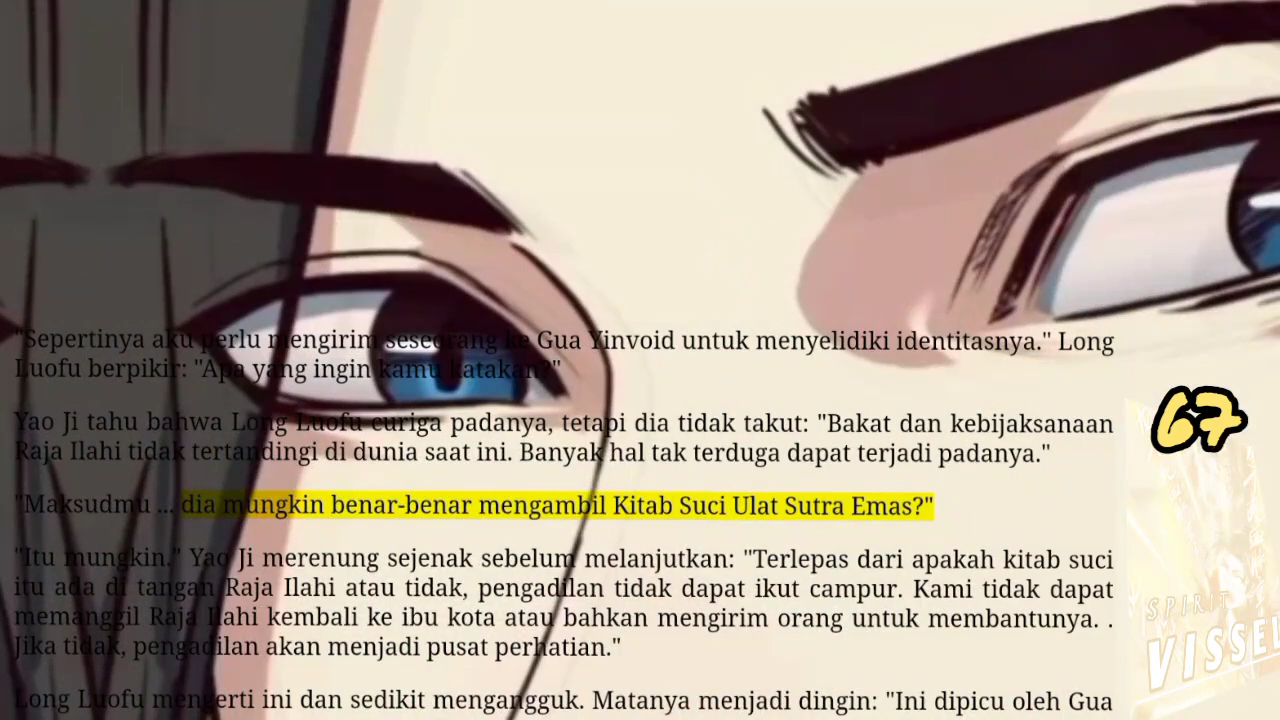 "Sepertinya aku perlu mengirim seseorang ke Gua Yinvoid untuk menyelidiki identitasnya." Long
Luofu berpikir: "Apa yang ingin kamu katakan?"
Yao Ji tahu bahwa Long Luofu curiga padanya, tetapi dia tidak takut: "Bakat dan kebijaksanaan
Raja Ilahi tidak tertandingi di dunia saat ini. Banyak hal tak terduga dapat terjadi padanya."
"Maksudmu ... dia mungkin benar-benar mengambil Kitab Suci Ulat Sutra Emas?"
"Itu mungkin." Yao Ji merenung sejenak sebelum melanjutkan: "Terlepas dari apakah kitab suci
itu ada di tangan Raja Ilahi atau tidak, pengadilan tidak dapat ikut campur. Kami tidak dapat
memanggil Raja Ilahi kembali ke ibu kota atau bahkan mengirim orang untuk membantunya. .
Jika tidak, pengadilan akan menjadi pusat perhatian."
Long Luofu mengerti ini dan sedikit mengangguk. Matanya menjadi dingin: "Ini dipicu oleh Gua
67
SPIRIT
VISSEL